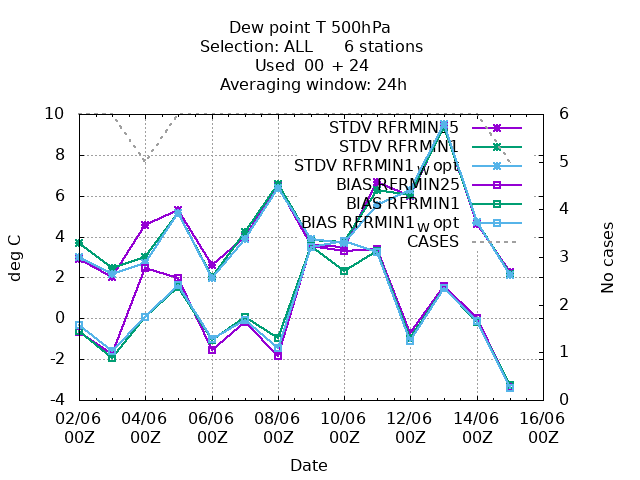 Dew point T 500hPa
Selection: ALL 6 stations
Used 00 + 24
Averaging window: 24h
10
8
6
4
2
0
-2
-4
deg C
6
5
4
3
2
1
0
No cases
STDV RFRMIN25
STDV RFRMIN1
STDV RFRMIN1W opt
BIAS RFRMIN25
BIAS RFRMIN1
BIAS RFRMIN1W opt
CASES
02/06 04/06 06/06 08/06 10/06 12/06 14/06 16/06
00Z 00Z 00Z 00Z 00Z 00Z 00Z 00Z
Date